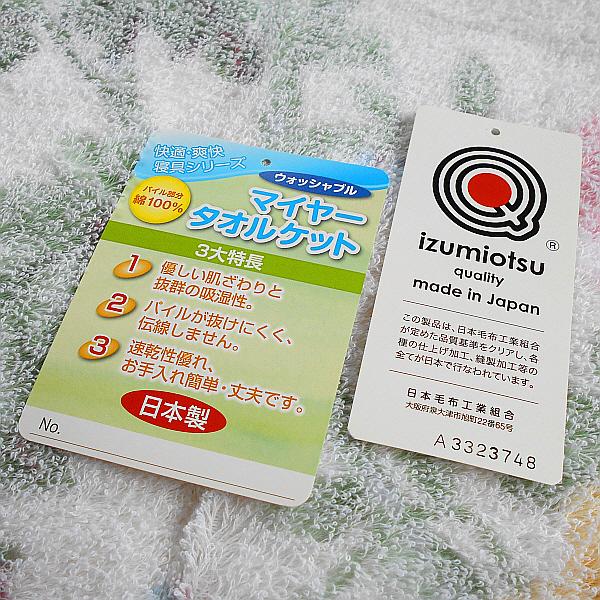 快適・爽快
寝具シリーズ
ウォッシャブル
パイル部分
綿100%
マイヤー
タオルケット
3大特長
1 優しい肌ざわりと
抜群の吸湿性。
2 パイルが抜けにくく、
伝線しません。
3 速乾性優れ、
お手入れ簡単・丈夫です。
日本製
No.
Q
izumiotsu
®
quality
made in Japan
この製品は、日本毛布工業組合
が定めた品質基準をクリアし、各
種の仕上げ加工、縫製加工等の
全てが日本で行なわれています。
日本毛布工業組合
大阪府泉大津市旭町22番65号
A3323748